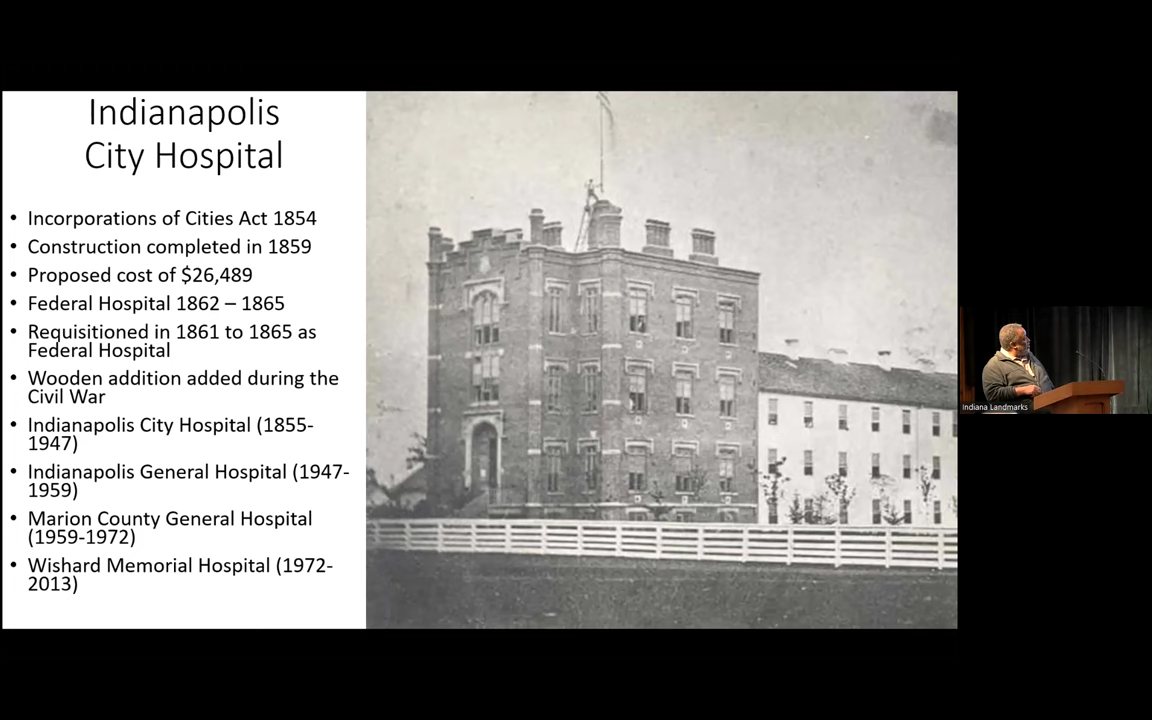 Indianapolis
City Hospital
• Incorporations of Cities Act 1854
• Construction completed in 1859
• Proposed cost of $26,489
• Federal Hospital 1862 – 1865
• Requisitioned in 1861 to 1865 as
Federal Hospital
• Wooden addition added during the
Civil War
• Indianapolis City Hospital (1855-
1947)
• Indianapolis General Hospital (1947-
1959)
• Marion County General Hospital
(1959-1972)
• Wishard Memorial Hospital (1972-
2013)
Indiana Landmarks